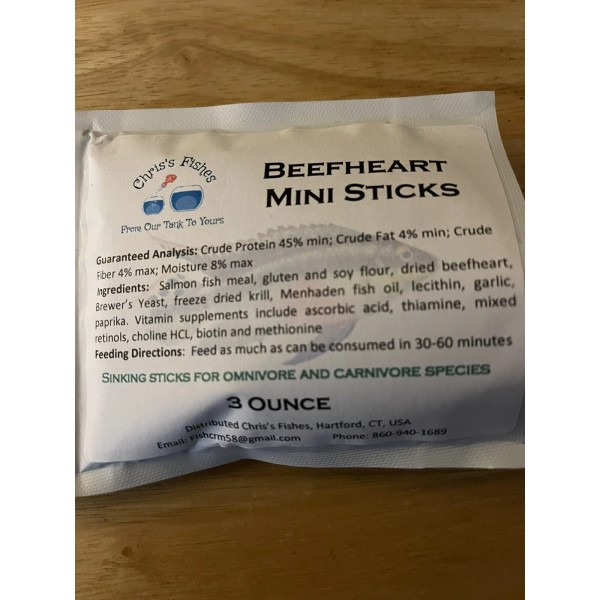 Chris's Fishes
From Our Tank To Yours
BEEFHEART
MINI STICKS
Guaranteed Analysis: Crude Protein 45% min; Crude Fat 4% min; Crude
Fiber 4% max; Moisture 8% max
Ingredients: Salmon fish meal, gluten and soy flour, dried beefheart,
Brewer's Yeast, freeze dried krill, Menhaden fish oil, lecithin, garlic,
paprika. Vitamin supplements include ascorbic acid, thiamine, mixed
retinols, choline HCL, biotin and methionine
Feeding Directions: Feed as much as can be consumed in 30-60 minutes
SINKING STICKS FOR OMNIVORE AND CARNIVORE SPECIES
3 OUNCE
Distributed Chris's Fishes, Hartford, CT, USA
Email: Fishcrm58@gmail.com Phone: 860-940-1689